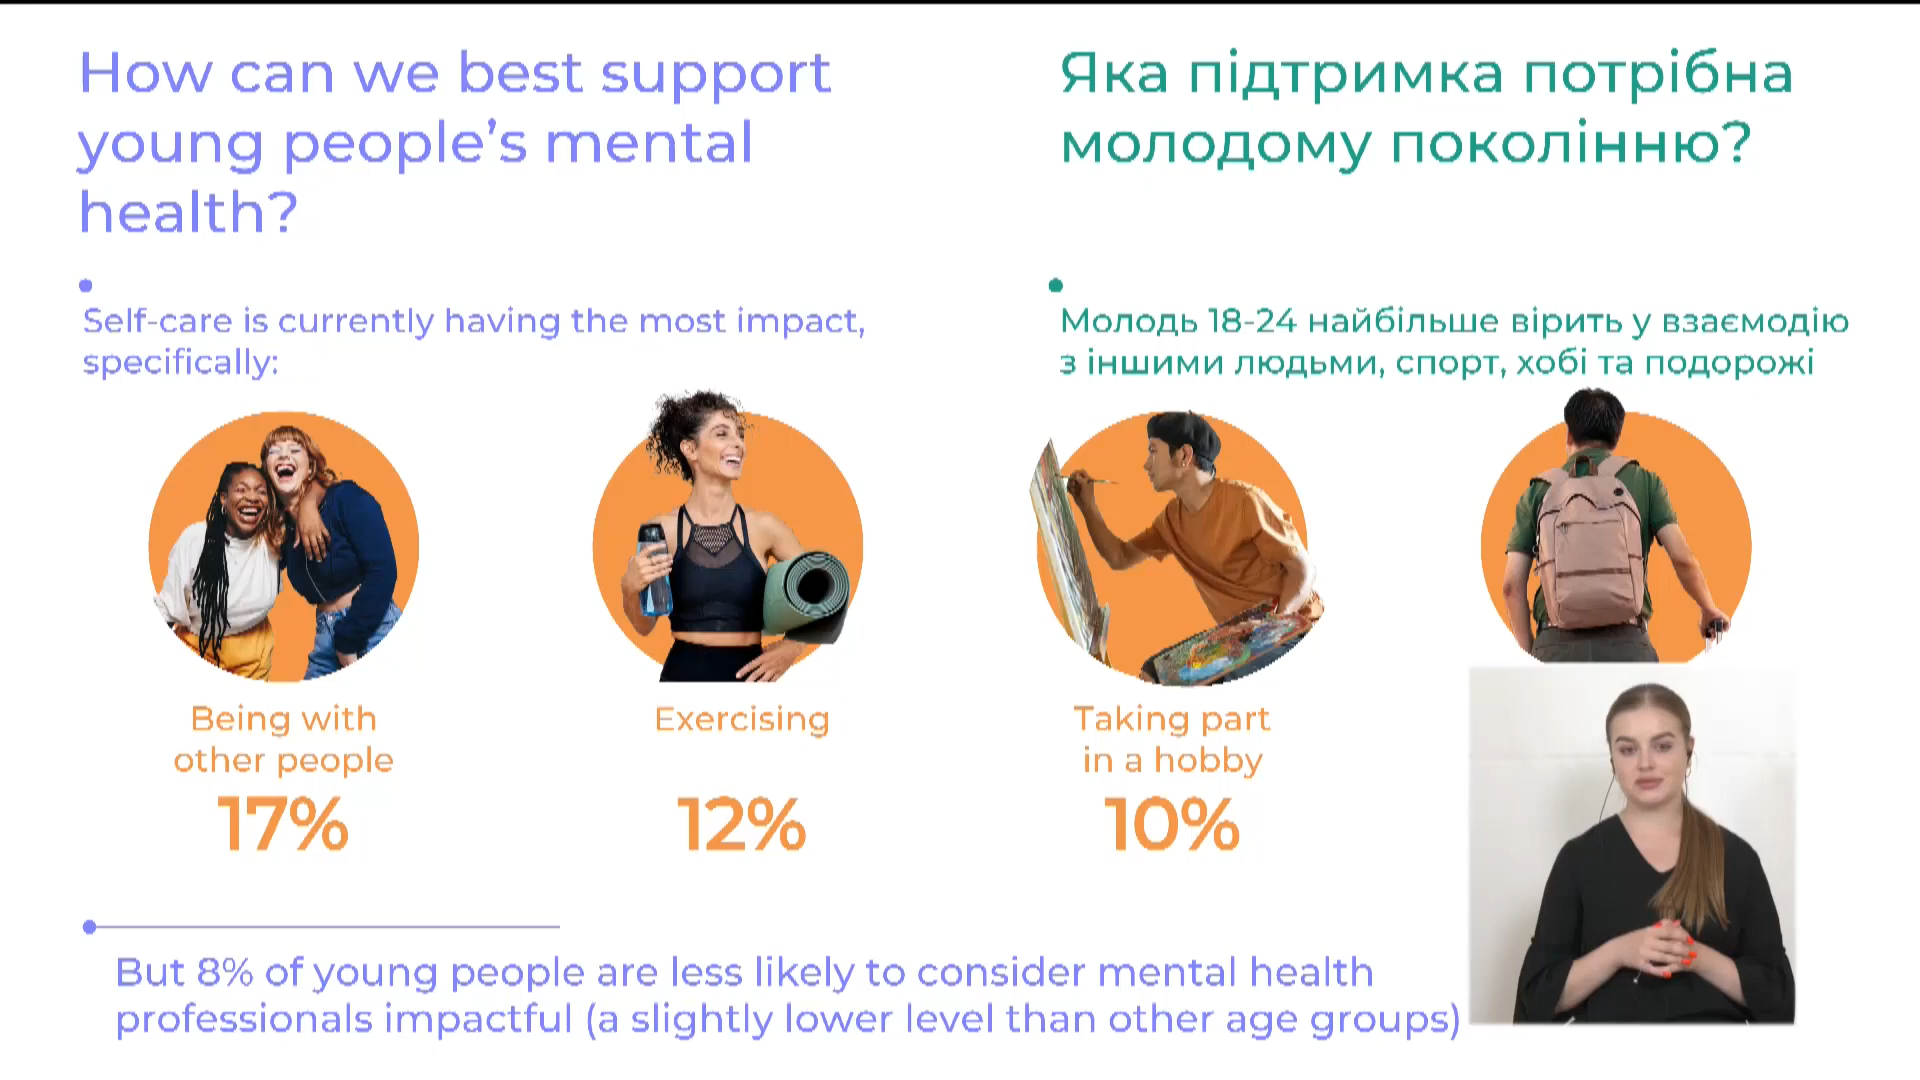 How can we best support
young people’s mental
health?
Яка підтримка потрібна
молодому поколінню?
Self-care is currently having the most impact,
specifically:
Молодь 18-24 найбільше вірить у взаємодію
з іншими людьми, спорт, хобі та подорожі
Being with
other people
17%
Exercising
12%
Taking part
in a hobby
10%
But 8% of young people are less likely to consider mental health
professionals impactful (a slightly lower level than other age groups)